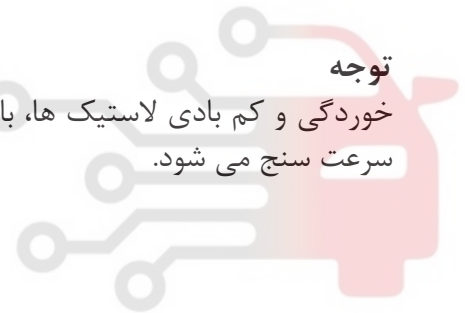 توجه
خوردگی و کم بادی لاستیک ها، با
سرعت سنج می شود.